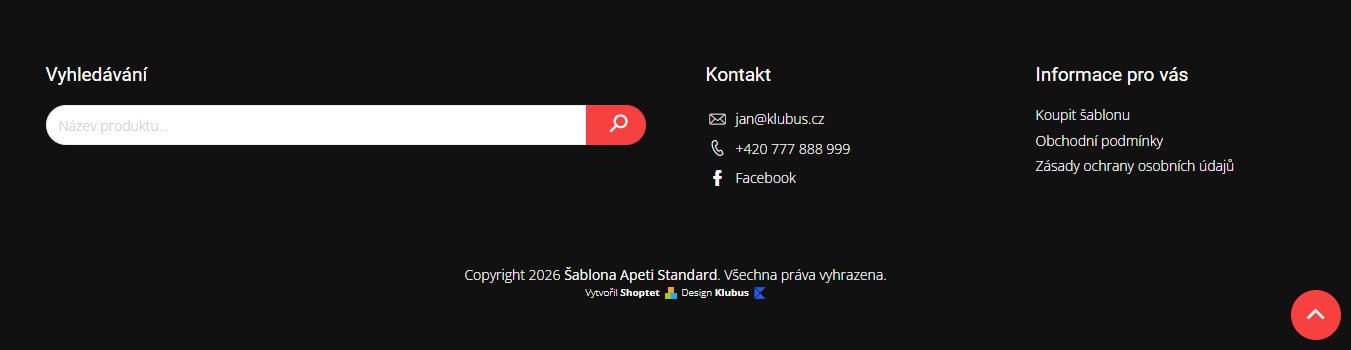 Vyhledávání
Název produktu...
Kontakt
jan@klubus.cz
+420 777 888 999
Facebook
Informace pro vás
Koupit šablonu
Obchodní podmínky
Zásady ochrany osobních údajů
Copyright 2026 Šablona Apeti Standard. Všechna práva vyhrazena.
Vytvořil Shoptet Design Klubus